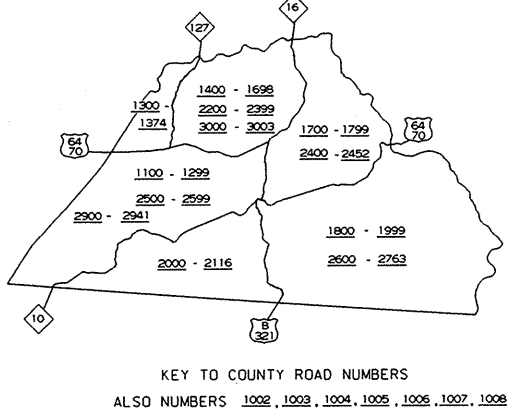 16
127
1400 - 1698
1300 -
2200 - 2399
1374
3000 - 3003
1700 - 1799
64
70
64
70
2400 - 2452
1100 - 1299
2500 - 2599
2900 - 2941
1800 - 1999
2000 - 2116
2600 - 2763
10
B
321
KEY TO COUNTY ROAD NUMBERS
ALSO NUMBERS 1002, 1003, 1004, 1005, 1006, 1007, 1008